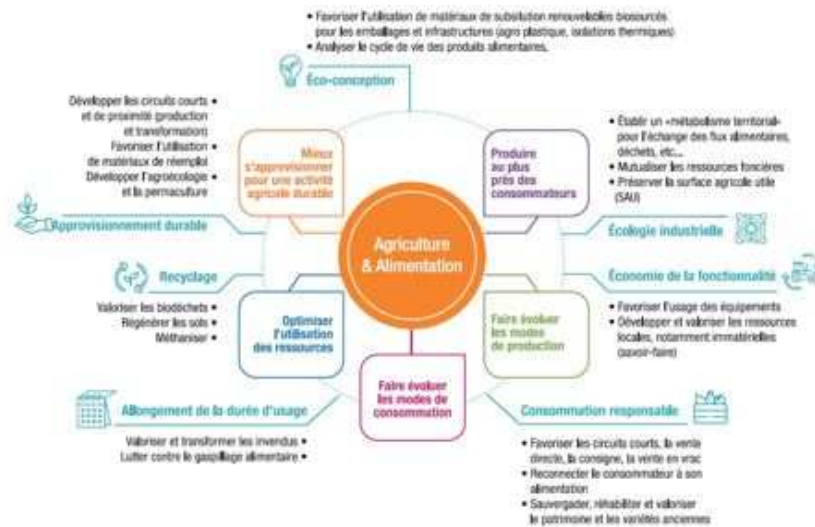 • Favoriser l'utilisation de matériaux de subsitution renouvelables biosourcés
pour les emballages et infrastructures (agro plastique, isolations thermiques)
• Analyser le cycle de vie des produits alimentaires.
Éco-conception
Développer les circuits courts •
et de proximité (production
et transformation)
Favoriser l'utilisation •
de matériaux de réemploi
Développer l'agroécologie •
et la permaculture
Approvisionnement durable
Mieux
s'approvisionner
pour une activité
agricole durable
Produire
au plus
près des
consommateurs
• Établir un «métabolisme territorial»
pour l'échange des flux alimentaires,
déchets, etc...
• Mutualiser les ressources foncières
• Préserver la surface agricole utile
(SAU)
Écologie industrielle
Agriculture
& Alimentation
Recyclage
Valoriser les biodéchets •
Régénérer les sols •
Méthaniser •
Optimiser
l'utilisation
des ressources
Faire évoluer
les modes
de production
Économie de la fonctionnalité
• Favoriser l'usage des équipements
• Développer et valoriser les ressources
locales, notamment immatérielles
(savoir-faire)
Faire évoluer
les modes de
consommation
Allongement de la durée d'usage
Valoriser et transformer les invendus •
Lutter contre le gaspillage alimentaire •
Consommation responsable
• Favoriser les circuits courts, la vente
directe, la consigne, la vente en vrac
• Reconnecter le consommateur à son
alimentation
• Sauvergader, réhabiliter et valoriser
le patrimoine et les variétés anciennes